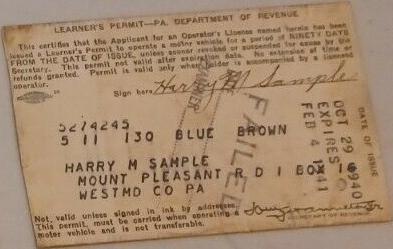 LEARNER'S PERMIT—PA. DEPARTMENT OF REVENUE
This certifies that the Applicant for an Operator's License named herein has been
issued a Learner's Permit to operate a motor vehicle for a period of NINETY DAYS
FROM THE DATE OF ISSUE, unless sooner revoked or suspended for cause by the
Secretary. This permit not valid after expiration date. No extension of time or
refunds granted. Permit is valid only when holder is accompanied by a licensed
operator.
Sign here Harry M Sample
FAILED
5274245
5 11 130 BLUE BROWN
HARRY M SAMPLE
MOUNT PLEASANT R D 1 BOX 16
WESTMD CO PA
OCT 29 1940
EXPIRES
FEB 4 1941
DATE OF ISSUE
Not valid unless signed in ink by addressee.
This permit must be carried when operating a
motor vehicle and is not transferable.
SECRETARY OF REVENUE